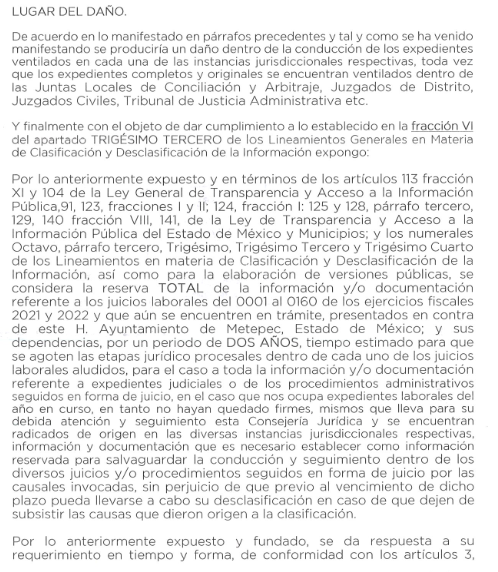 LUGAR DEL DAÑO.
De acuerdo en lo manifestado en párrafos precedentes y tal y como se ha venido
manifestando se produciría un daño dentro de la conducción de los expedientes
ventilados en cada una de las instancias jurisdiccionales respectivas, toda vez
que los expedientes completos y originales se encuentran ventilados dentro de
las Juntas Locales de Conciliación y Arbitraje, Juzgados de Distrito,
Juzgados Civiles, Tribunal de Justicia Administrativa etc.
Y finalmente con el objeto de dar cumplimiento a lo establecido en la fracción VI
del apartado TRIGÉSIMO TERCERO de los Lineamientos Generales en Materia
de Clasificación y Desclasificación de la Información expongo:
Por lo anteriormente expuesto y en términos de los artículos 113 fracción
XI y 104 de la Ley General de Transparencia y Acceso a la Información
Pública,91, 123, fracciones I y II; 124, fracción I: 125 y 128, párrafo tercero,
129, 140 fracción VIII, 141, de la Ley de Transparencia y Acceso a la
Información Pública del Estado de México y Municipios; y los numerales
Octavo, párrafo tercero, Trigésimo, Trigésimo Tercero y Trigésimo Cuarto
de los Lineamientos en materia de Clasificación y Desclasificación de la
Información, así como para la elaboración de versiones públicas, se
considera la reserva TOTAL de la información y/o documentación
referente a los juicios laborales del 0001 al 0160 de los ejercicios fiscales
2021 y 2022 y que aún se encuentren en trámite, presentados en contra
de este H. Ayuntamiento de Metepec, Estado de México; y sus
dependencias, por un periodo de DOS AÑOS, tiempo estimado para que
se agoten las etapas jurídico procesales dentro de cada uno de los juicios
laborales aludidos, para el caso a toda la información y/o documentación
referente a expedientes judiciales o de los procedimientos administrativos
seguidos en forma de juicio, en el caso que nos ocupa expedientes laborales del
año en curso, en tanto no hayan quedado firmes, mismos que lleva para su
debida atención y seguimiento esta Consejería Jurídica y se encuentran
radicados de origen en las diversas instancias jurisdiccionales respectivas,
información y documentación que es necesario establecer como información
reservada para salvaguardar la conducción y seguimiento dentro de los
diversos juicios y/o procedimientos seguidos en forma de juicio por las
causales invocadas, sin perjuicio de que previo al vencimiento de dicho
plazo pueda llevarse a cabo su desclasificación en caso de que dejen de
subsistir las causas que dieron origen a la clasificación.
Por lo anteriormente expuesto y fundado, se da respuesta a su
requerimiento en tiempo y forma, de conformidad con los artículos 3,